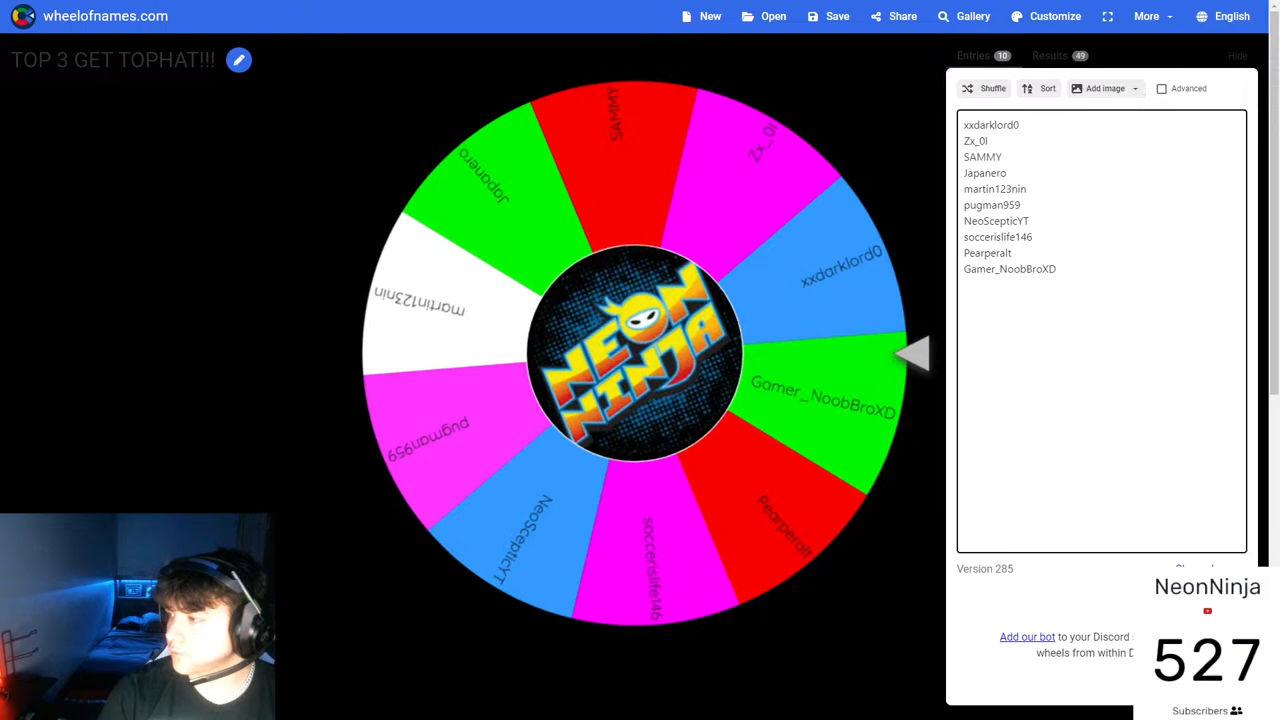 wheelofnames.com
New
Open
Save
Share
Gallery
Customize
More
English
TOP 3 GET TOPHAT!!!
Entries 10
Results 49
Hide
Shuffle
Sort
Add image
Advanced
xxdarklord0
Zx_0I
SAMMY
Japanero
martin123nin
pugman959
NeoScepticYT
soccerislife146
Pearperalt
Gamer_NoobBroXD
SAMMY
Zx_0I
Japanero
xxdarklord0
martin123nin
Gamer_NoobBroXD
pugman959
Pearperalt
NeoScepticYT
soccerislife146
NEON
NINJA
Version 285
Add our bot to your Discord
wheels from within
NeonNinja
527
Subscribers